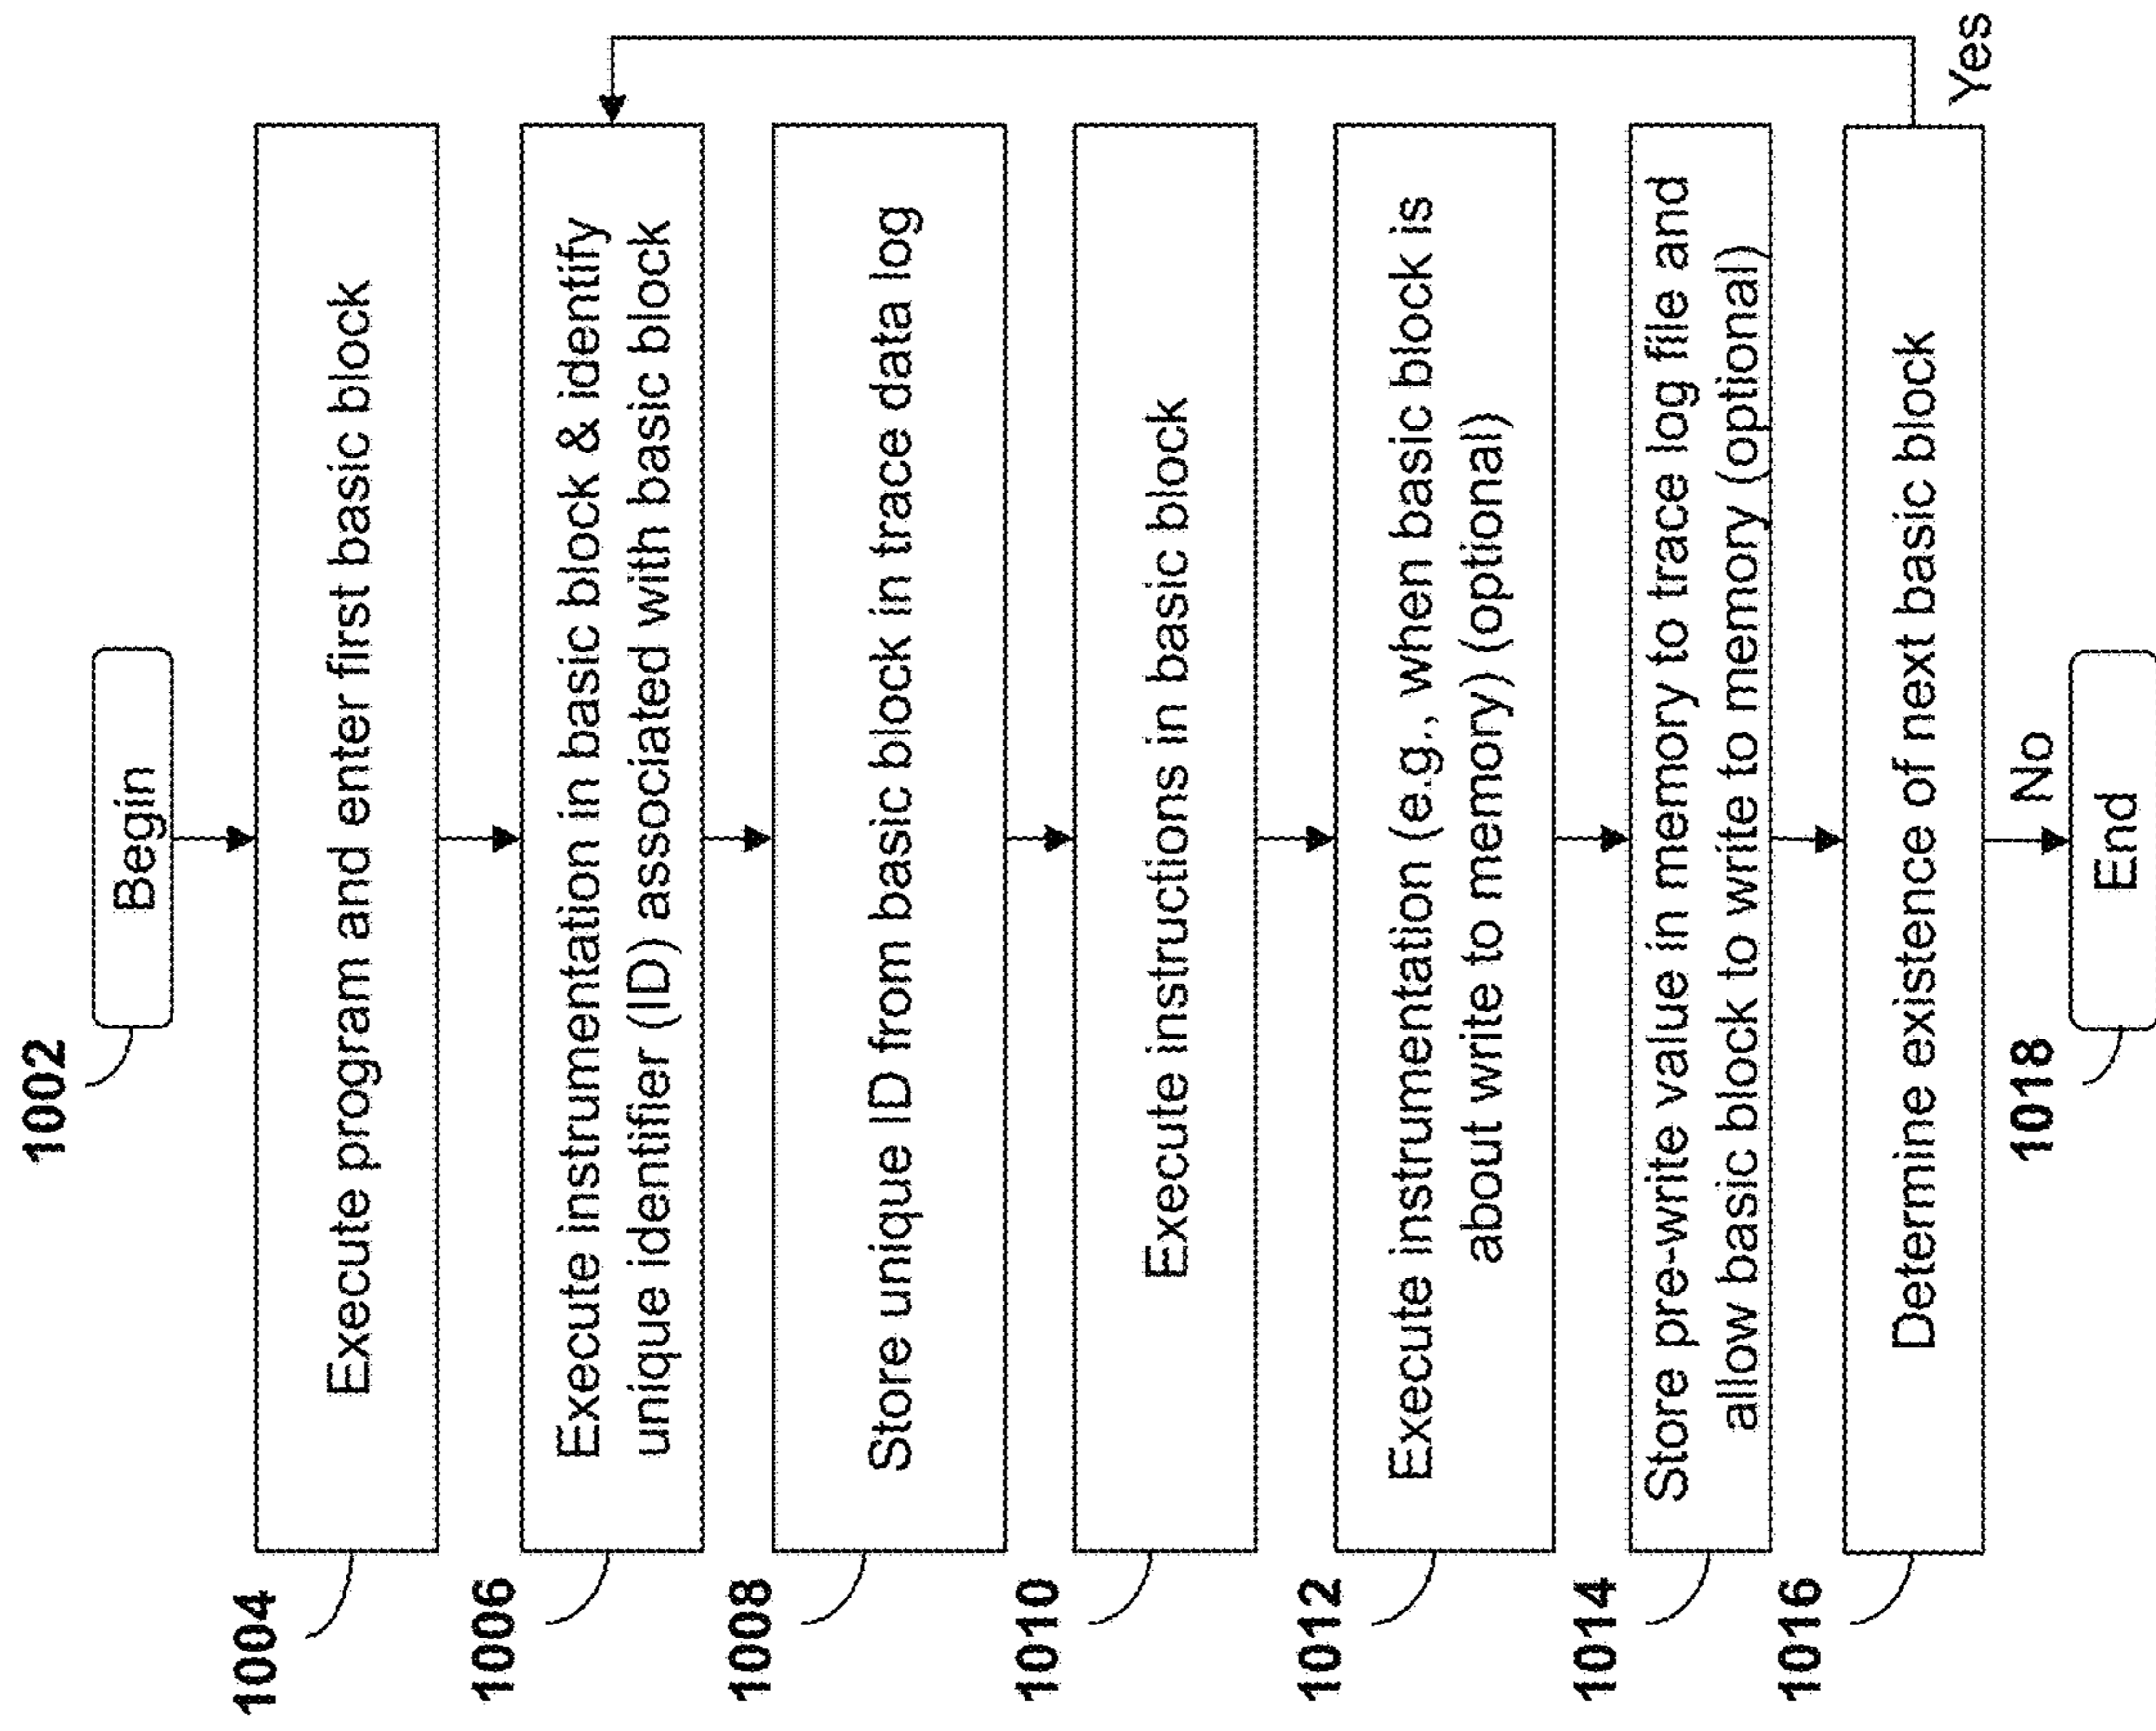 1002
Begin
1004
Execute program and enter first basic block
1006
Execute instrumentation in basic block & identify
unique identifier (ID) associated with basic block
1008
Store unique ID from basic block in trace data log
1010
Execute instructions in basic block
1012
Execute instrumentation (e.g., when basic block is
about write to memory) (optional)
1014
Store pre-write value in memory to trace log file and
allow basic block to write to memory (optional)
1016
Determine existence of next basic block
Yes
No
1018
End